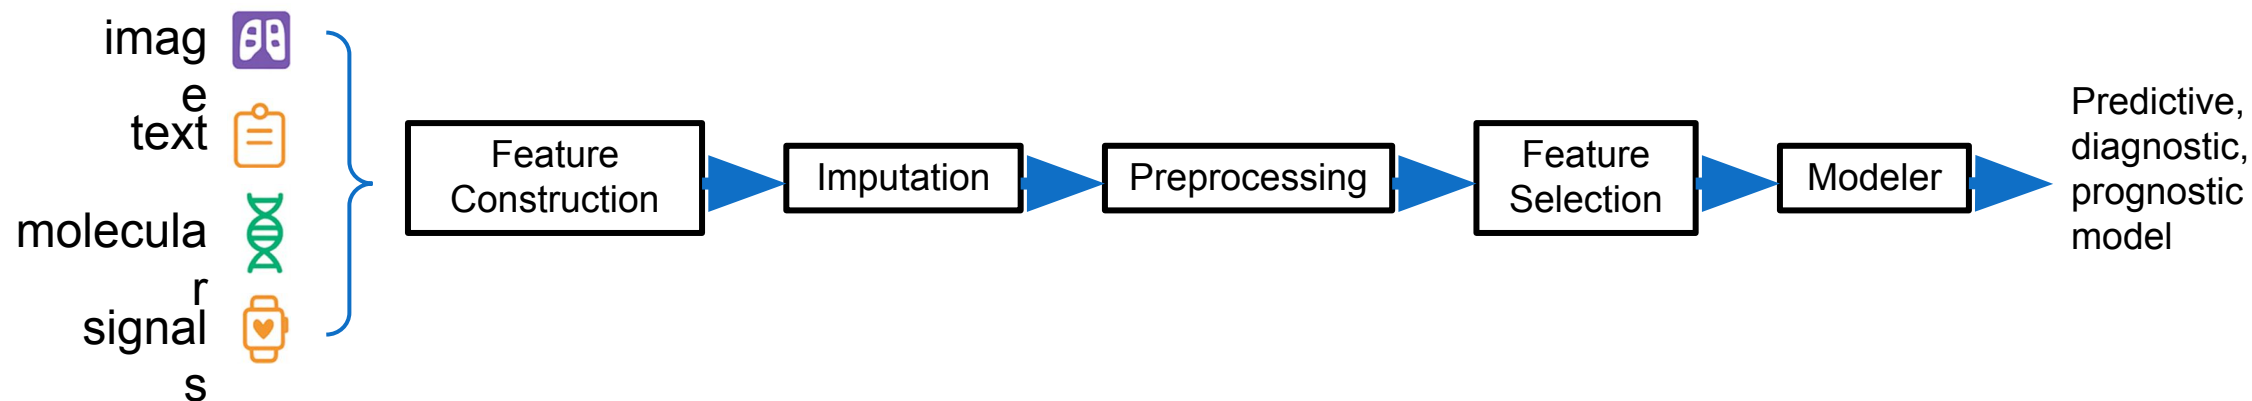 imag
e
text
molecula
r
signal
s
Feature
Construction
Imputation
Preprocessing
Feature
Selection
Modeler
Predictive,
diagnostic,
prognostic
model